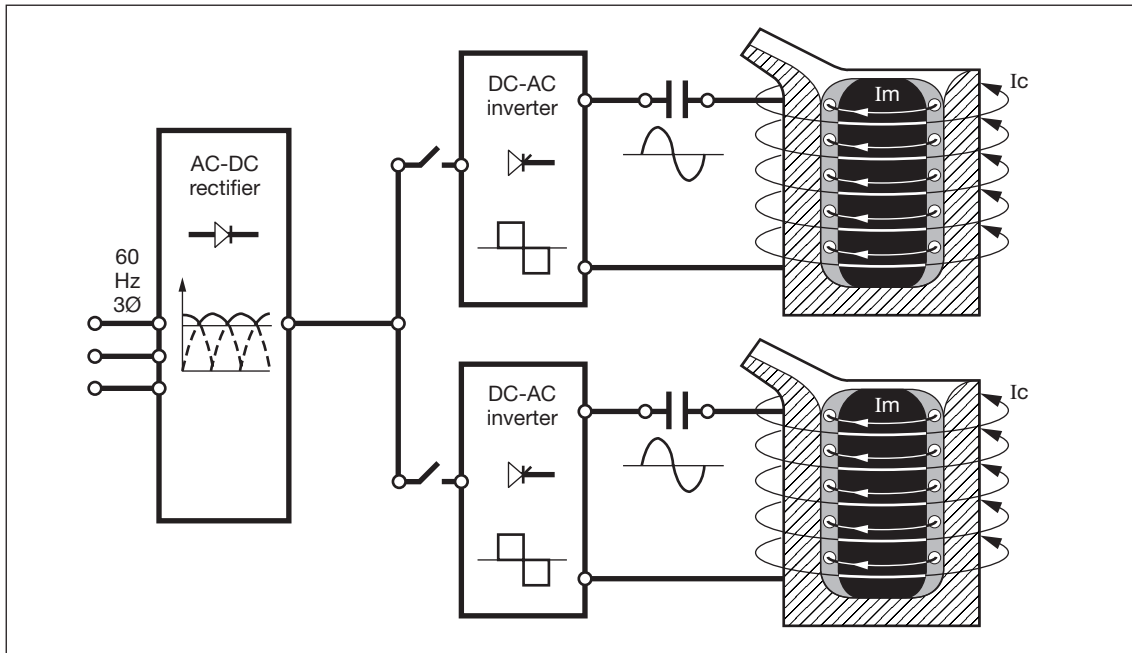 AC-DC
rectifier
60
Hz
3Ø
DC-AC
inverter
Im
Ic
DC-AC
inverter
Im
Ic